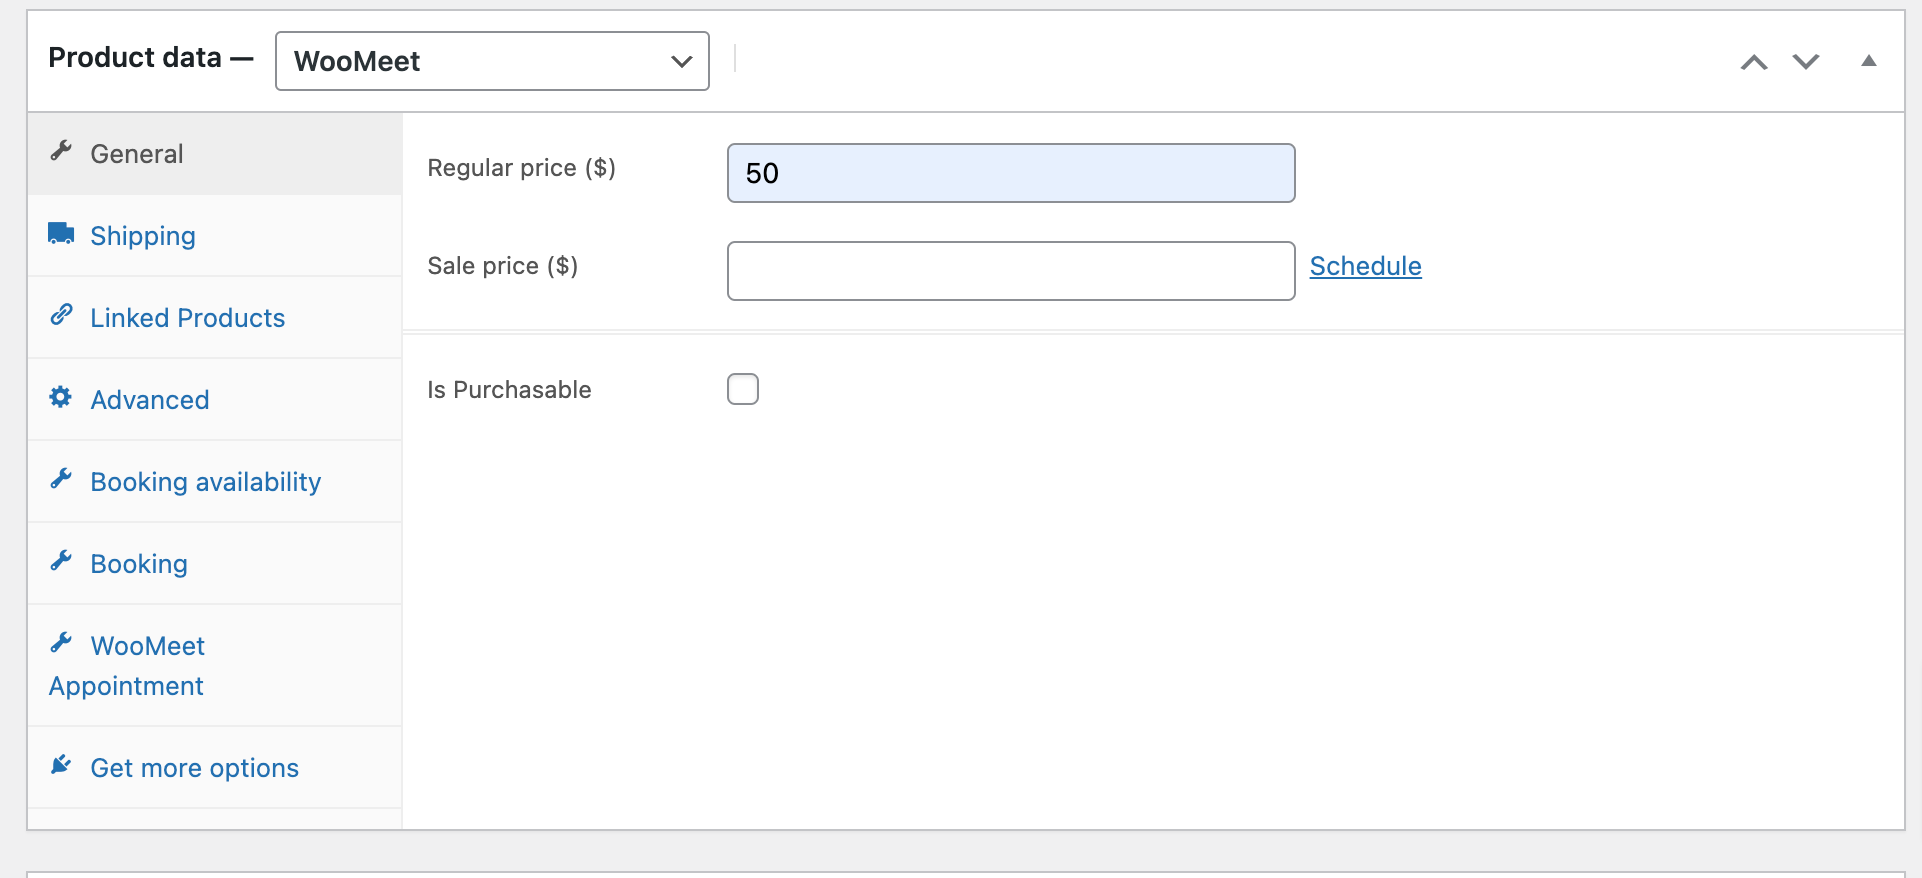 Product data —
WooMeet
General
Shipping
Linked Products
Advanced
Booking availability
Booking
WooMeet
Appointment
Get more options
Regular price ($)
50
Sale price ($)
Schedule
Is Purchasable